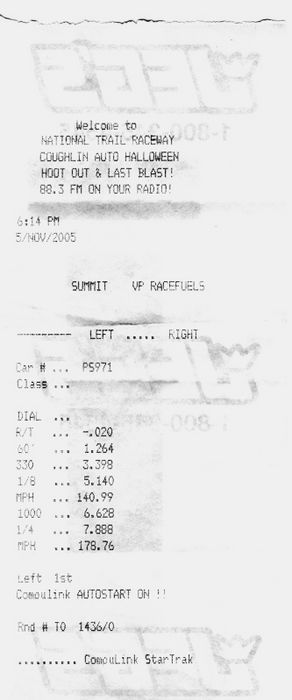 Welcome to
NATIONAL TRAIL RACEWAY
COUGHLIN AUTO HALLOWEEN
HOOT OUT & LAST BLAST!
88.3 FM ON YOUR RADIO!
6:14 PM
5/NOV/2005
SUMMIT VP RACEFUELS
---------- LEFT ..... RIGHT
Car # ... PS971
Class ...
DIAL ...
R/T ... -.020
60' ... 1.264
330 ... 3.398
1/8 ... 5.140
MPH ... 140.99
1000 ... 6.628
1/4 ... 7.888
MPH ... 178.76
Left 1st
Compulink AUTOSTART ON !!
Rnd # T0 1436/0
.......... CompuLink StarTrak